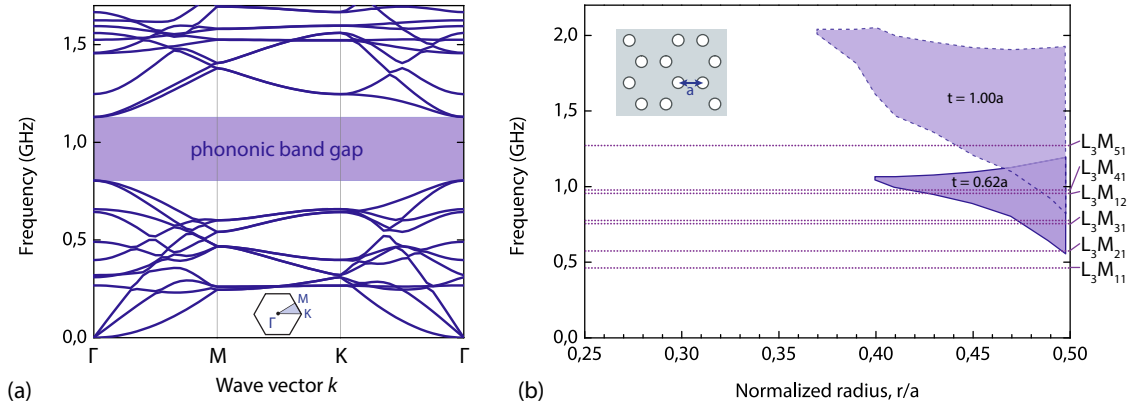 1,5
1,0
0,5
0,0
Frequency (GHz)
phononic band gap
M
K
Γ
Γ
M
K
Γ
Wave vector k
(a)
2,0
1,5
1,0
0,5
0,0
Frequency (GHz)
a
t = 1.00a
t = 0.62a
L₃M₅₁
L₃M₄₁
L₃M₁₂
L₃M₃₁
L₃M₂₁
L₃M₁₁
0,25
0,30
0,35
0,40
0,45
0,50
Normalized radius, r/a
(b)